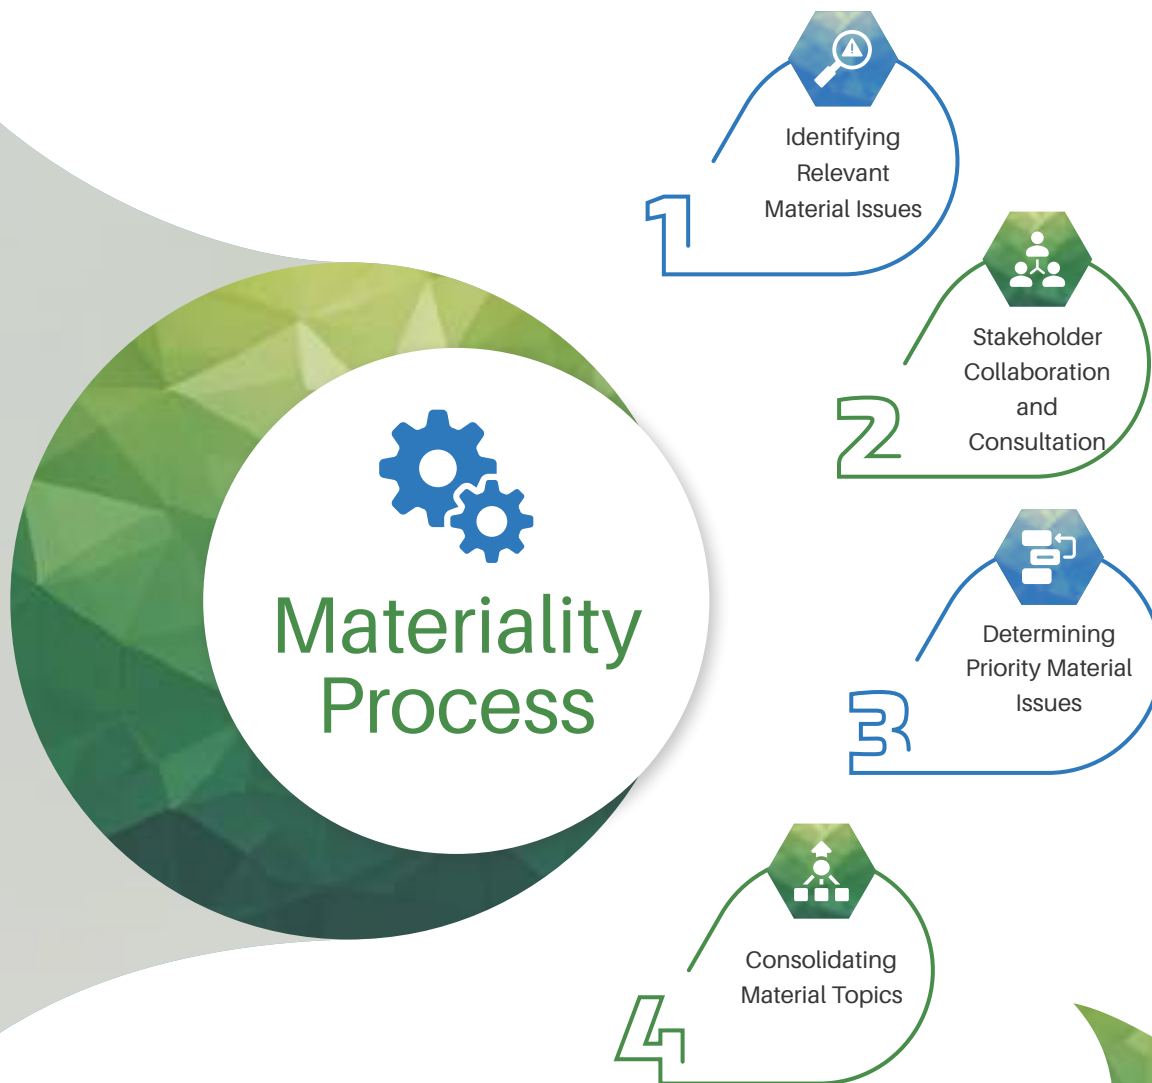 Materiality
Process
1
Identifying
Relevant
Material Issues
2
Stakeholder
Collaboration
and
Consultation
3
Determining
Priority Material
Issues
4
Consolidating
Material Topics